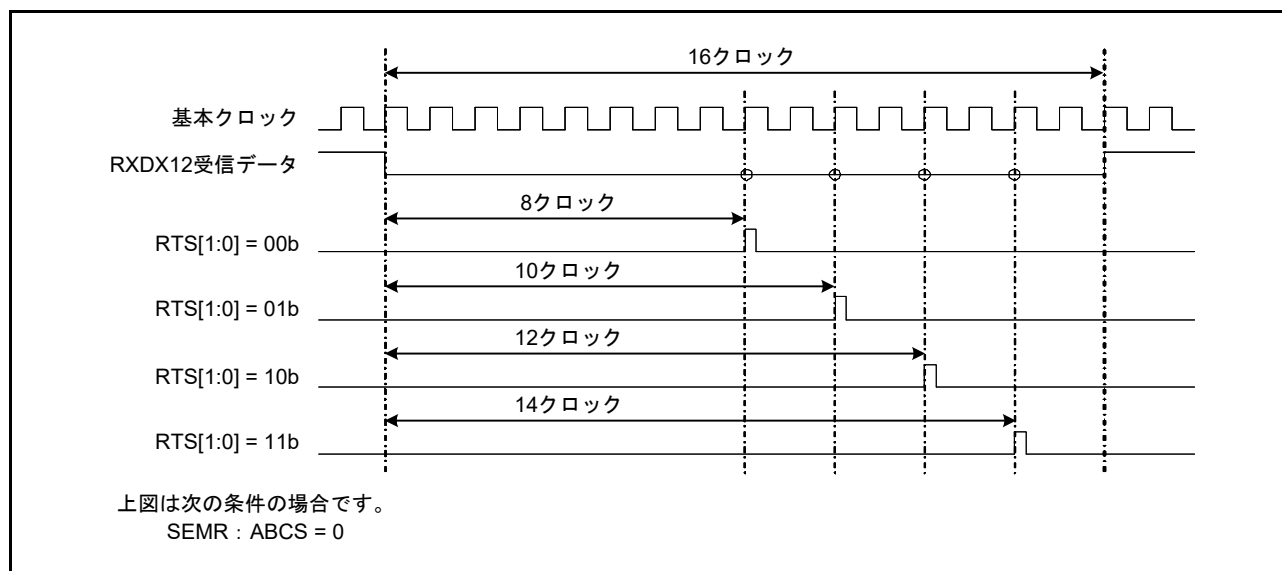 16クロック
基本クロック
RXDX12受信データ
8クロック
RTS[1:0] = 00b
10クロック
RTS[1:0] = 01b
12クロック
RTS[1:0] = 10b
14クロック
RTS[1:0] = 11b
上図は次の条件の場合です。
SEMR:ABCS = 0